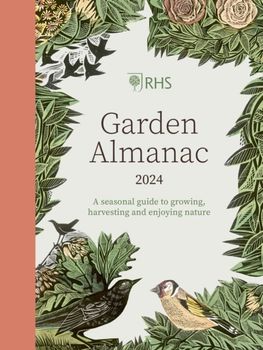 RHS
Garden
Almanac
2024
A seasonal guide to growing,
harvesting and enjoying nature